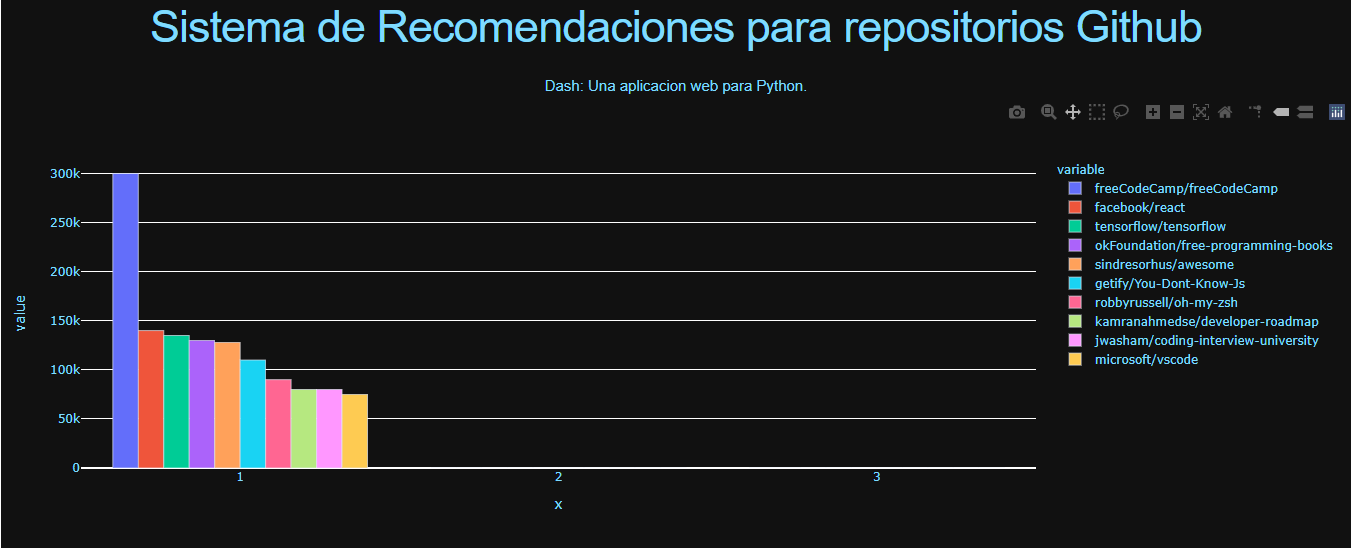 Sistema de Recomendaciones para repositorios Github
Dash: Una aplicacion web para Python.
300k
250k
200k
150k
100k
50k
0
value
1
2
3
x
variable
freeCodeCamp/freeCodeCamp
facebook/react
tensorflow/tensorflow
okFoundation/free-programming-books
sindresorhus/awesome
getify/You-Dont-Know-Js
robbyrussell/oh-my-zsh
kamranahmedse/developer-roadmap
jwasham/coding-interview-university
microsoft/vscode